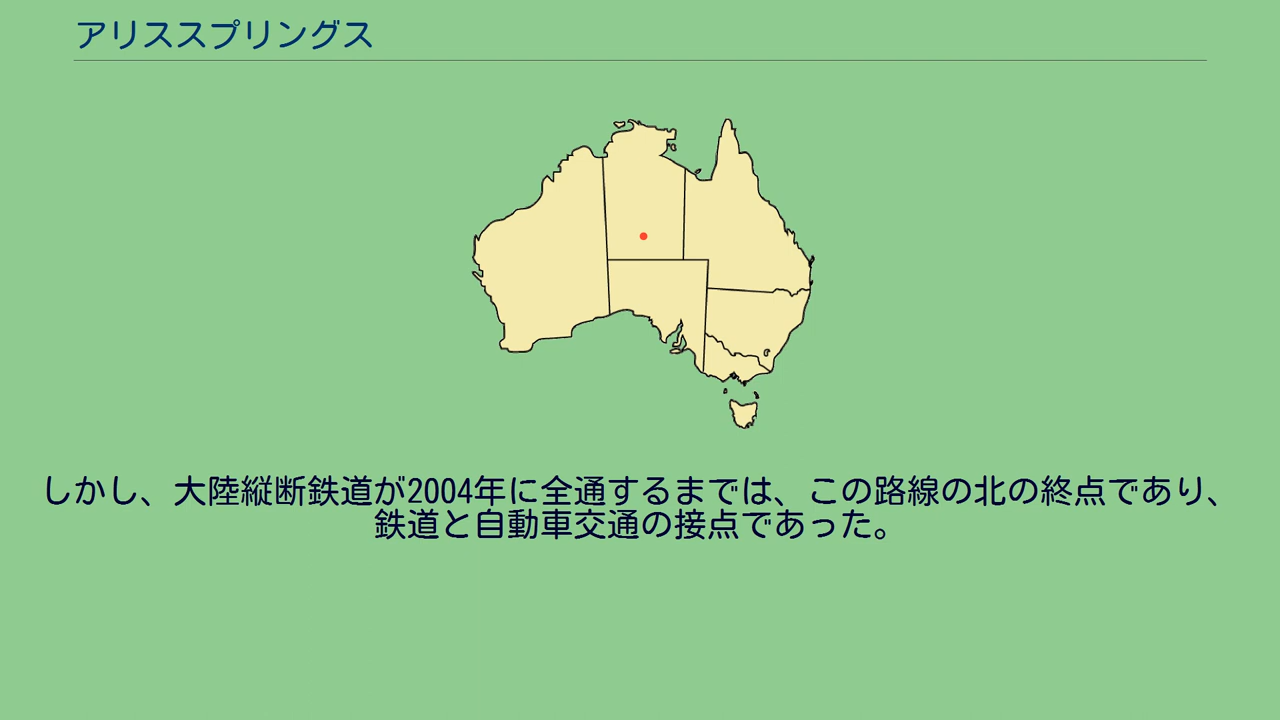 アリススプリングス
しかし、大陸縦断鉄道が2004年に全通するまでは、この路線の北の終点であり、
鉄道と自動車交通の接点であった。